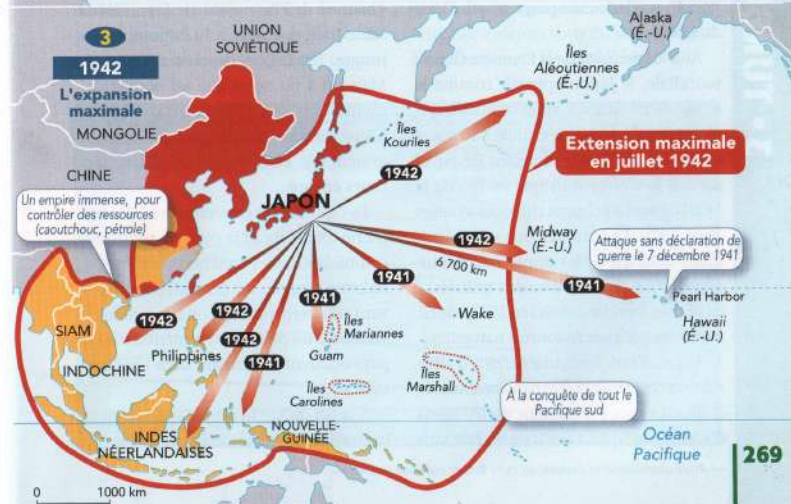 3
1942
L'expansion
maximale
UNION
SOVIÉTIQUE
MONGOLIE
CHINE
Un empire immense, pour
contrôler des ressources
(caoutchouc, pétrole)
JAPON
Îles
Kouriles
Alaska
(É.-U.)
Îles
Aléoutiennes
(É.-U.)
Extension maximale
en juillet 1942
1942
1942
6 700 km
1941
1941
Midway
(É.-U.)
Attaque sans déclaration de
guerre le 7 décembre 1941
Pearl Harbor
Hawaii
(É.-U.)
Wake
1941
Îles
Mariannes
Guam
1942
1942
1942
1941
SIAM
INDOCHINE
Philippines
Îles
Carolines
Îles
Marshall
À la conquête de tout le
Pacifique sud
INDES
NÉERLANDAISES
NOUVELLE-
GUINÉE
Océan
Pacifique
269
0 1000 km